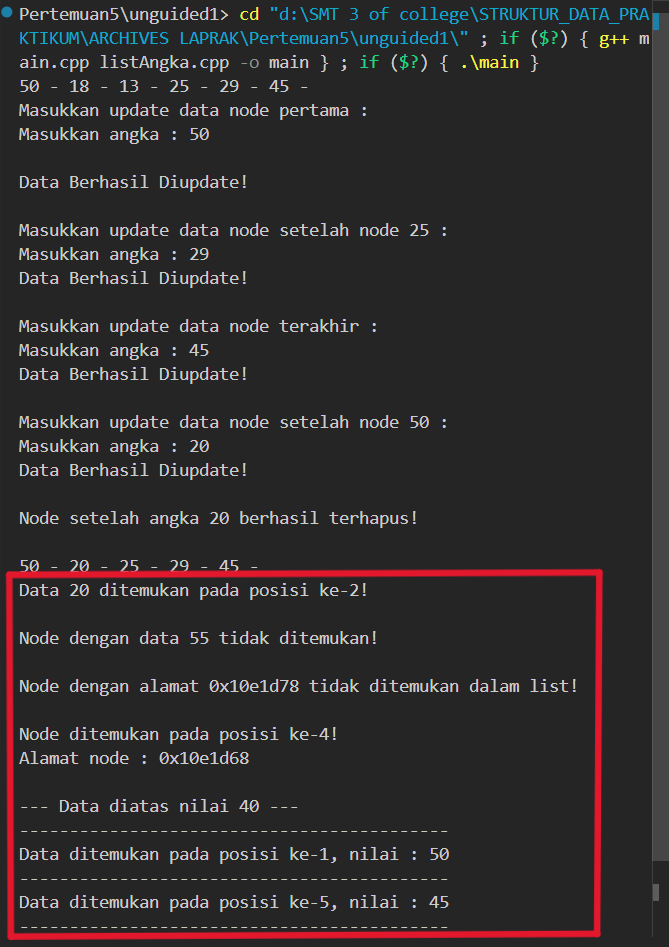 Pertemuan5\unguided1> cd "d:\SMT 3 of college\STRUKTUR_DATA_PRA
KTIKUM\ARCHIVES LAPRAK\Pertemuan5\unguided1\" ; if ($?) { g++ m
ain.cpp listAngka.cpp -o main } ; if ($?) { .\main }
50 - 18 - 13 - 25 - 29 - 45 -
Masukkan update data node pertama :
Masukkan angka : 50
Data Berhasil Diupdate!
Masukkan update data node setelah node 25 :
Masukkan angka : 29
Data Berhasil Diupdate!
Masukkan update data node terakhir :
Masukkan angka : 45
Data Berhasil Diupdate!
Masukkan update data node setelah node 50 :
Masukkan angka : 20
Data Berhasil Diupdate!
Node setelah angka 20 berhasil terhapus!
50 - 20 - 25 - 29 - 45 -
Data 20 ditemukan pada posisi ke-2!
Node dengan data 55 tidak ditemukan!
Node dengan alamat 0x10e1d78 tidak ditemukan dalam list!
Node ditemukan pada posisi ke-4!
Alamat node : 0x10e1d68
--- Data diatas nilai 40 ---
-------------------------------------------
Data ditemukan pada posisi ke-1, nilai : 50
-------------------------------------------
Data ditemukan pada posisi ke-5, nilai : 45
-------------------------------------------